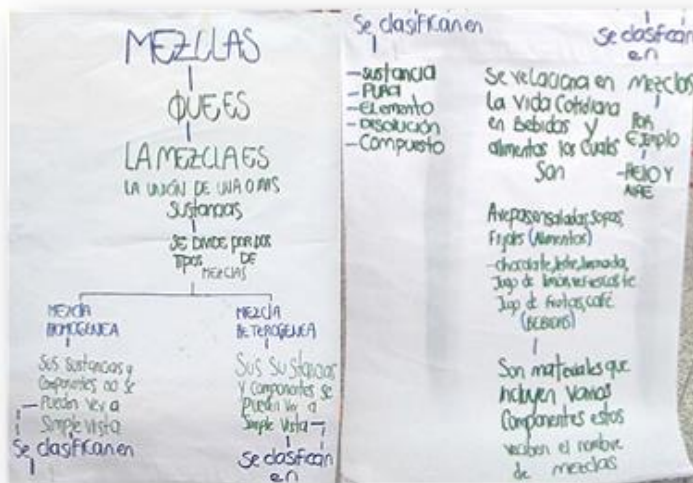 MEZCLAS
QUE ES
LA MEZCLA ES
LA UNIÓN DE UNA O MAS
SUSTANCIAS
SE DIVIDE POR DOS
TIPOS DE
MEZCLAS
MEZCLA
HOMOGENEA
Sus sustancias y
componentes no se
Pueden ver a
Simple vista
Se clasifican en
MEZCLA
HETEROGENEA
Sus Sustancias
y componentes se
Pueden ver a
Simple vista
Se clasifican
en
Se clasifican en
-sustancia
-PURA
-Elemento
-DISOLUCIÓN
-Compuesto
Se clasifican
en
MEZCLAS
POR
EJEMPLO
-HIELO Y
AIRE
Se relaciona en
La vida Cotidiana
en Bebidas y
alimentos los cuales
Son
Arepas, ensaladas, sopas,
Frijoles (Alimentos)
-chocolate, leche, limonada,
Jugo de limón, refrescos, te
Jugo de frutas, café
(BEBIDAS)
Son materiales que
incluyen varios
Componentes estos
reciben el nombre
de mezclas